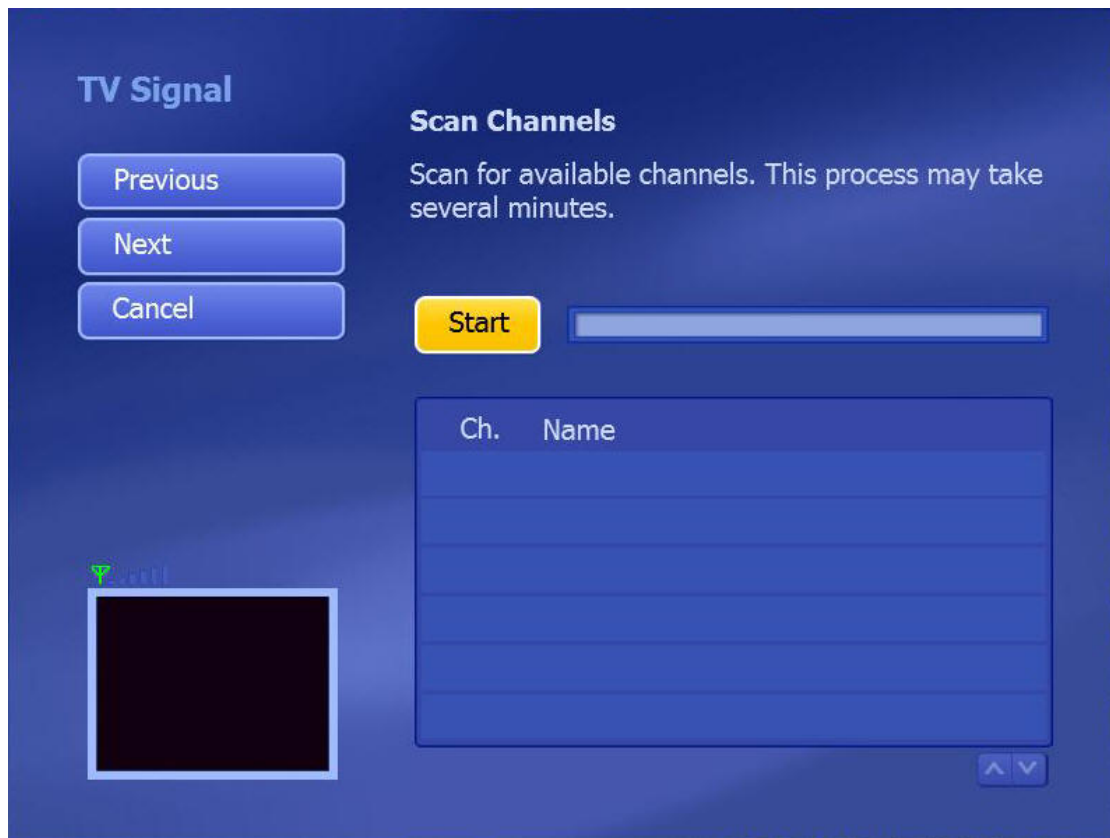 TV Signal
Previous
Next
Cancel
Scan Channels
Scan for available channels. This process may take
several minutes.
Start
Ch. Name